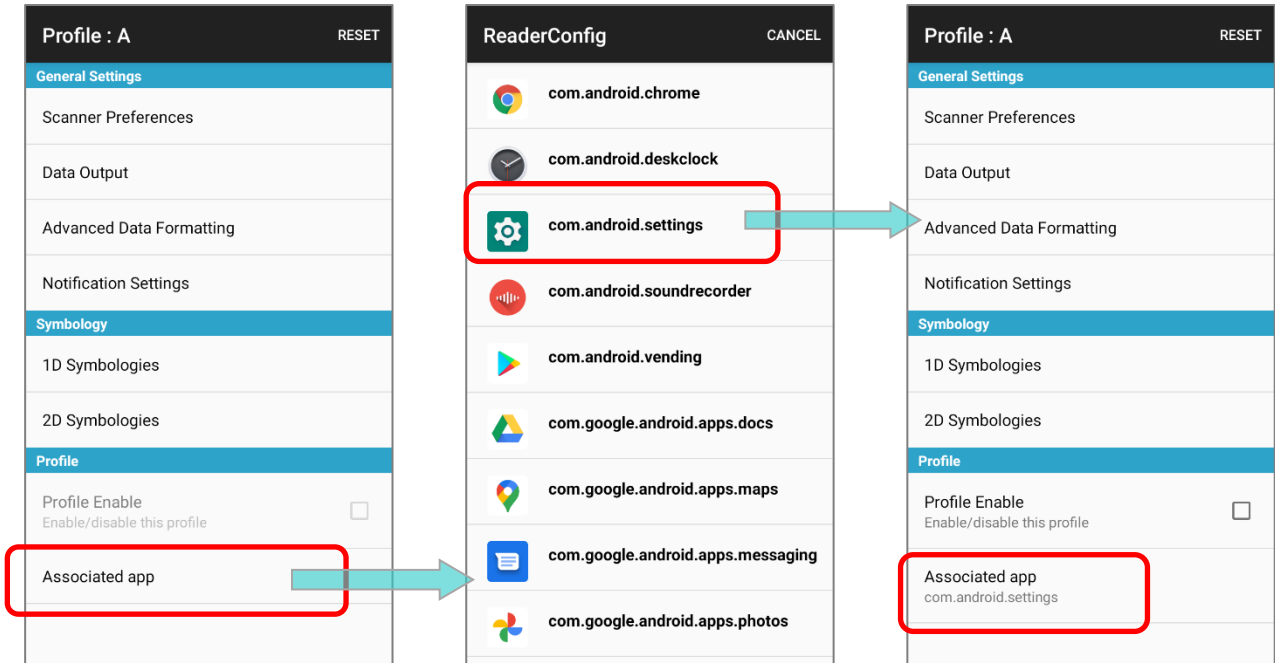 Profile : A
RESET
General Settings
Scanner Preferences
Data Output
Advanced Data Formatting
Notification Settings
Symbology
1D Symbologies
2D Symbologies
Profile
Profile Enable
Enable/disable this profile
Associated app
ReaderConfig
CANCEL
com.android.chrome
com.android.deskclock
com.android.settings
com.android.soundrecorder
com.android.vending
com.google.android.apps.docs
com.google.android.apps.maps
com.google.android.apps.messaging
com.google.android.apps.photos
Profile : A
RESET
General Settings
Scanner Preferences
Data Output
Advanced Data Formatting
Notification Settings
Symbology
1D Symbologies
2D Symbologies
Profile
Profile Enable
Enable/disable this profile
Associated app
com.android.settings